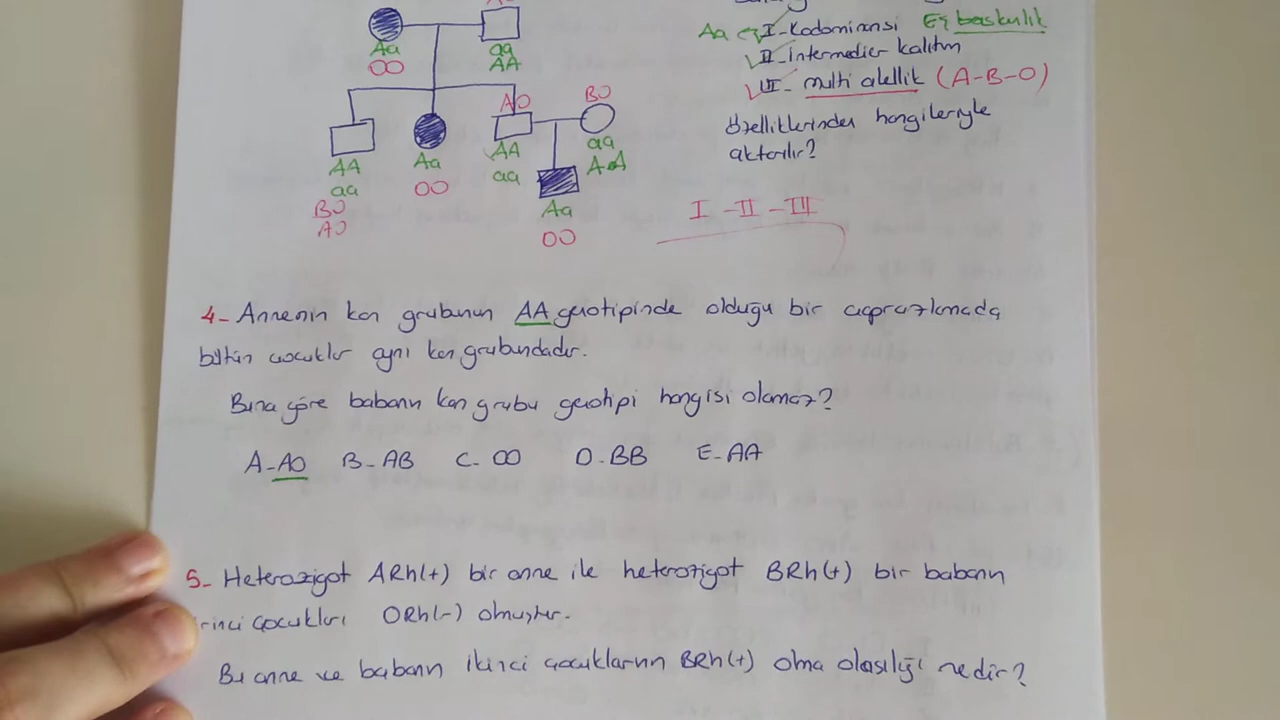 Aa I-Kodominansi Eş baskınlık
Aa aa II-intermedier kalıtım
OO AA III- multi alellik (A-B-O)
AO BO özelliklerinden hangileriyle
aktarılır?
AA Aa AA aa
aa OO aa AA
BO Aa
AO OO
I - II - III
4- Annenin kan grubunun AA genotipinde olduğu bir çaprazlamada
bütün çocuklar aynı kan grubundadır.
Buna göre babanın kan grubu genotipi hangisi olamaz?
A-AO B-AB C-OO D-BB E-AA
5- Heterozigot ARh(+) bir anne ile heterozigot BRh(+) bir babanın
irinci çocukları ORh(-) olmuştur.
Bu anne ve babanın ikinci çocuklarının BRh(+) olma olasılığı nedir?